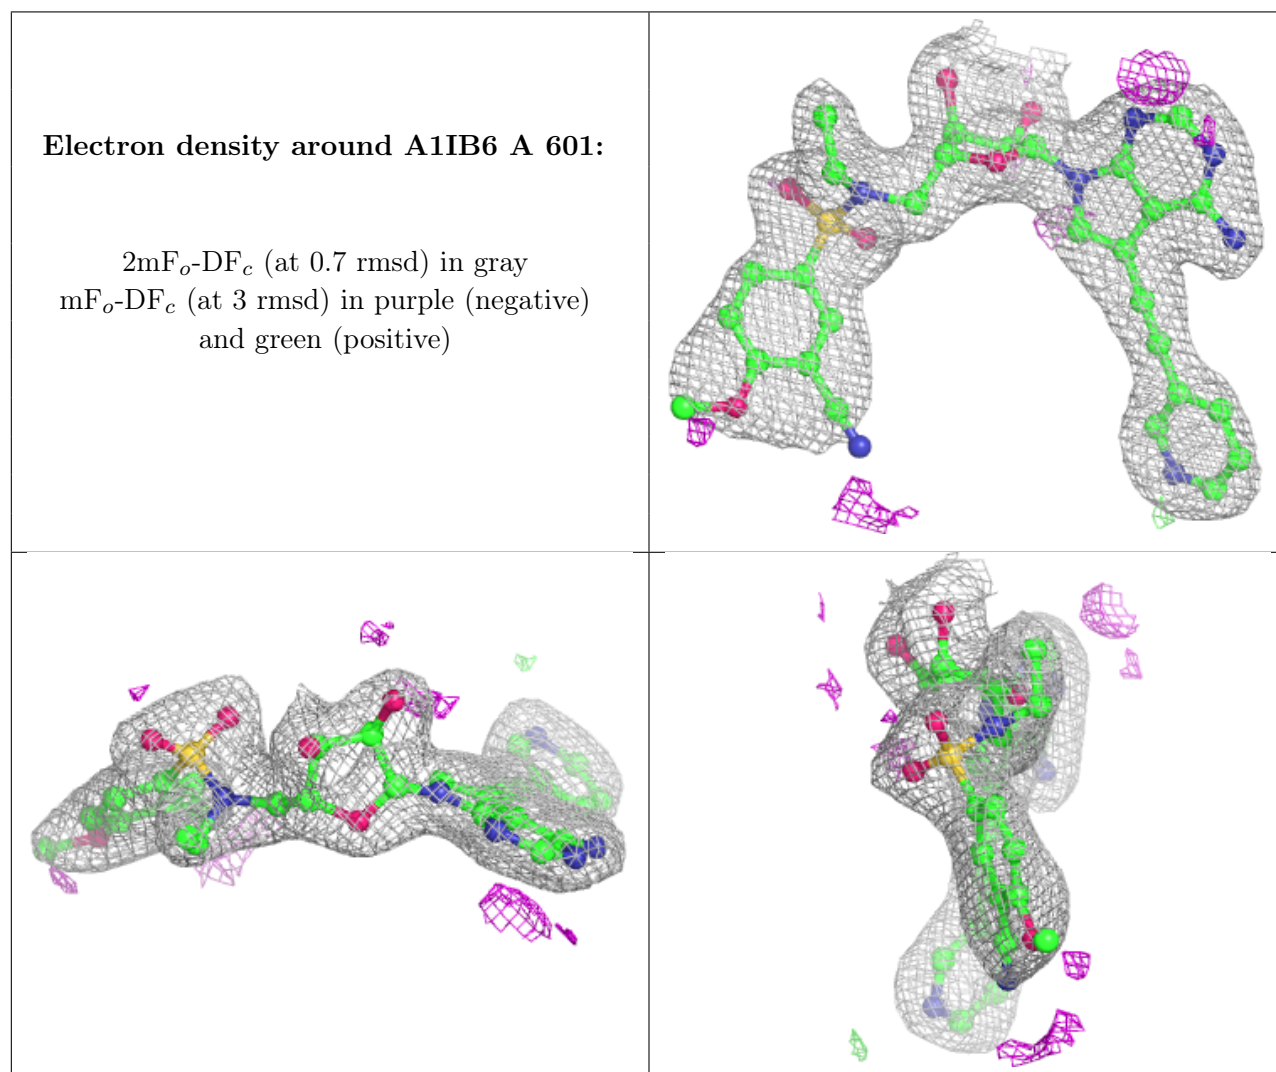 Electron density around A1IB6 A 601:
2mFo-DFc (at 0.7 rmsd) in gray
mFo-DFc (at 3 rmsd) in purple (negative)
and green (positive)